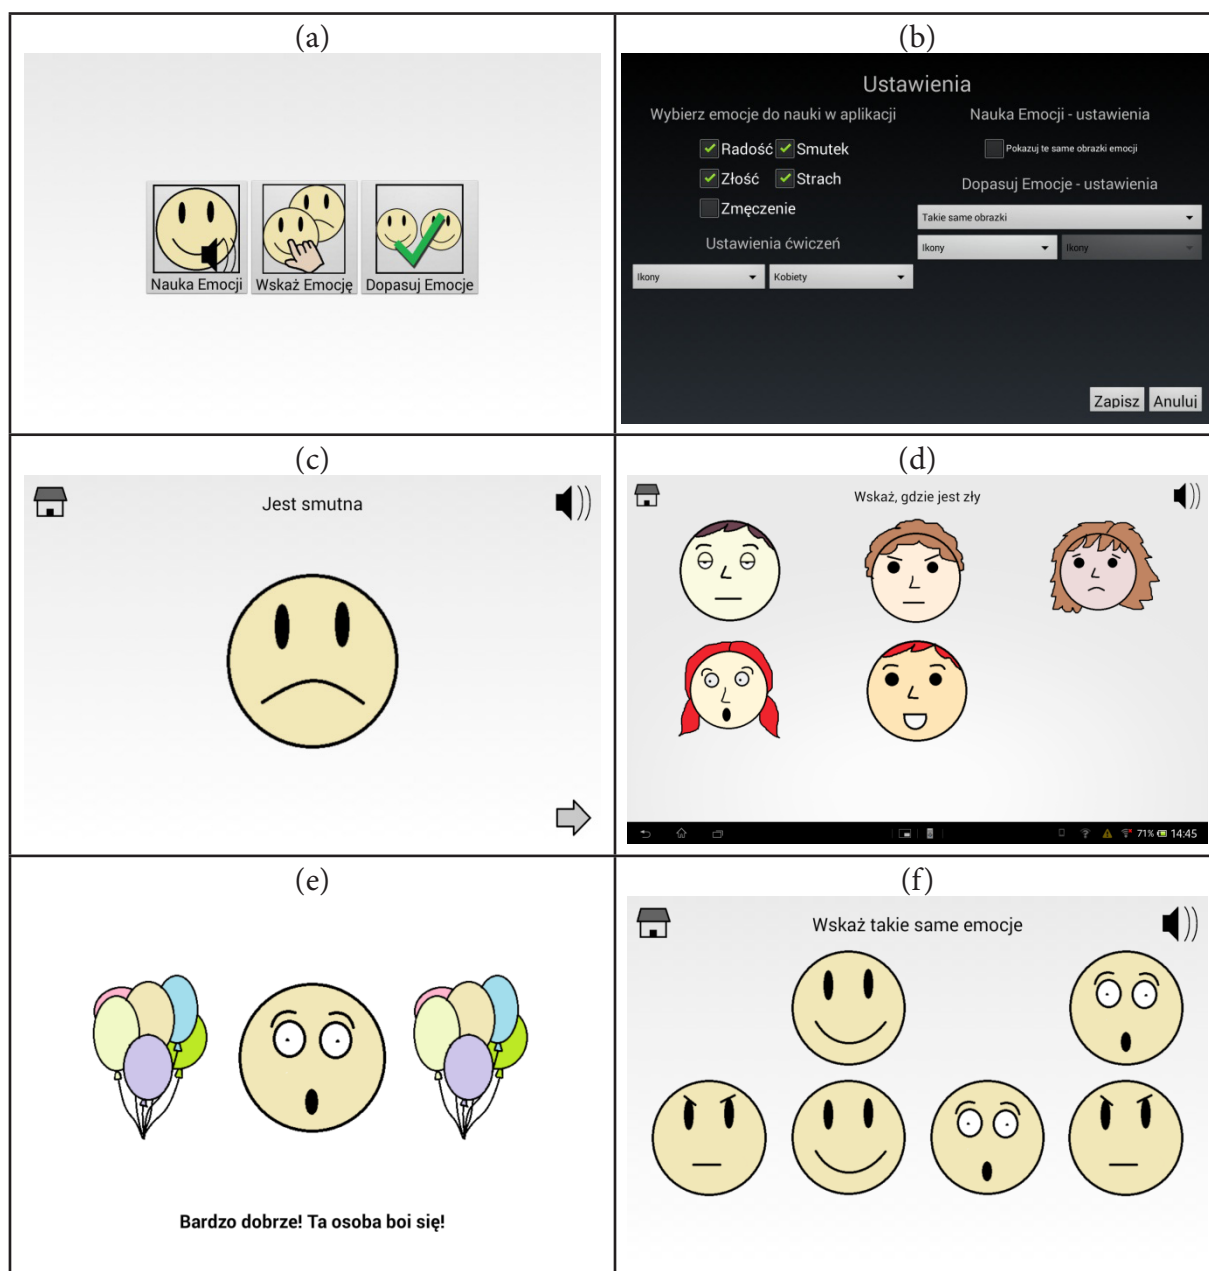 (a)
Nauka Emocji
Wskaż Emocję
Dopasuj Emocje
(b)
Ustawienia
Wybierz emocje do nauki w aplikacji
Radość Smutek
Złość Strach
Zmęczenie
Ustawienia ćwiczeń
Ikony Kobiety
Nauka Emocji - ustawienia
Pokazuj te same obrazki emocji
Dopasuj Emocje - ustawienia
Takie same obrazki
Ikony Ikony
Zapisz Anuluj
(c)
Jest smutna
(d)
Wskaż, gdzie jest zły
71% 14:45
(e)
Bardzo dobrze! Ta osoba boi się!
(f)
Wskaż takie same emocje